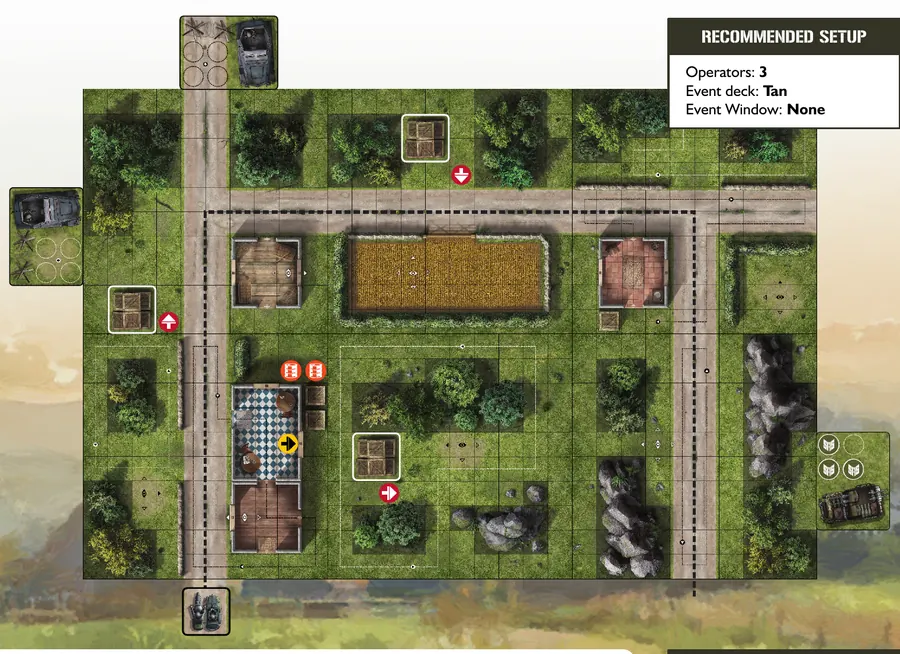 RECOMMENDED SETUP
Operators: 3
Event deck: Tan
Event Window: None